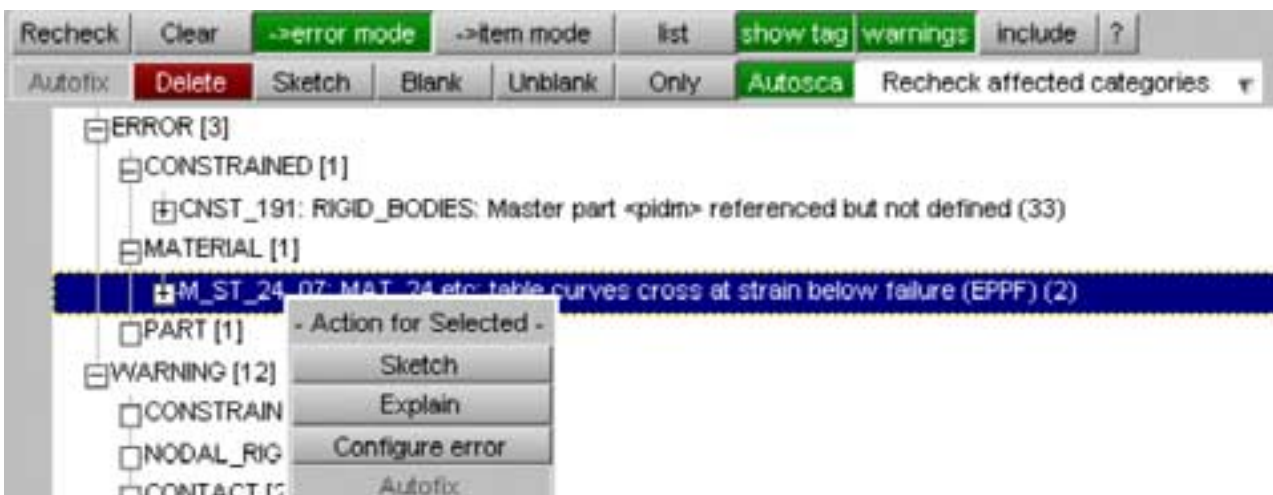 Recheck Clear ->error mode ->item mode list show tag warnings include ?
Autofix Delete Sketch Blank Unblank Only Autosca Recheck affected categories
ERROR [3]
CONSTRAINED [1]
CNST_191: RIGID_BODIES: Master part <pidm> referenced but not defined (33)
MATERIAL [1]
M_ST_24_07: MAT_24 etc: table curves cross at strain below failure (EPPF) (2)
PART [1]
- Action for Selected -
Sketch
Explain
Configure error
Autofix
WARNING [12]
CONSTRAIN
NODAL_RIG
CONTACT [2